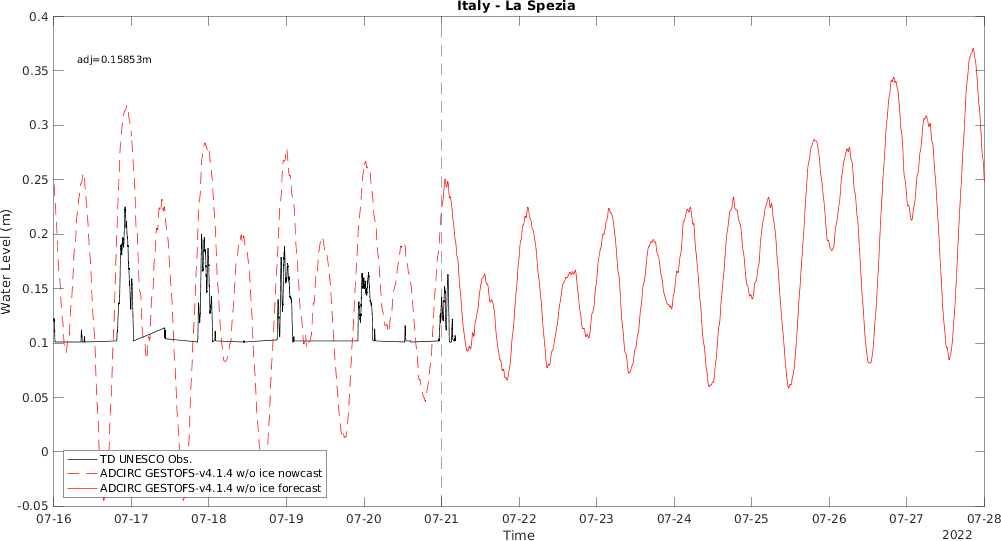 Italy - La Spezia
adj=0.15853m
Water Level (m)
0.4
0.35
0.3
0.25
0.2
0.15
0.1
0.05
0
-0.05
TD UNESCO Obs.
ADCIRC GESTOFS-v4.1.4 w/o ice nowcast
ADCIRC GESTOFS-v4.1.4 w/o ice forecast
07-16 07-17 07-18 07-19 07-20 07-21 07-22 07-23 07-24 07-25 07-26 07-27 07-28
Time
2022